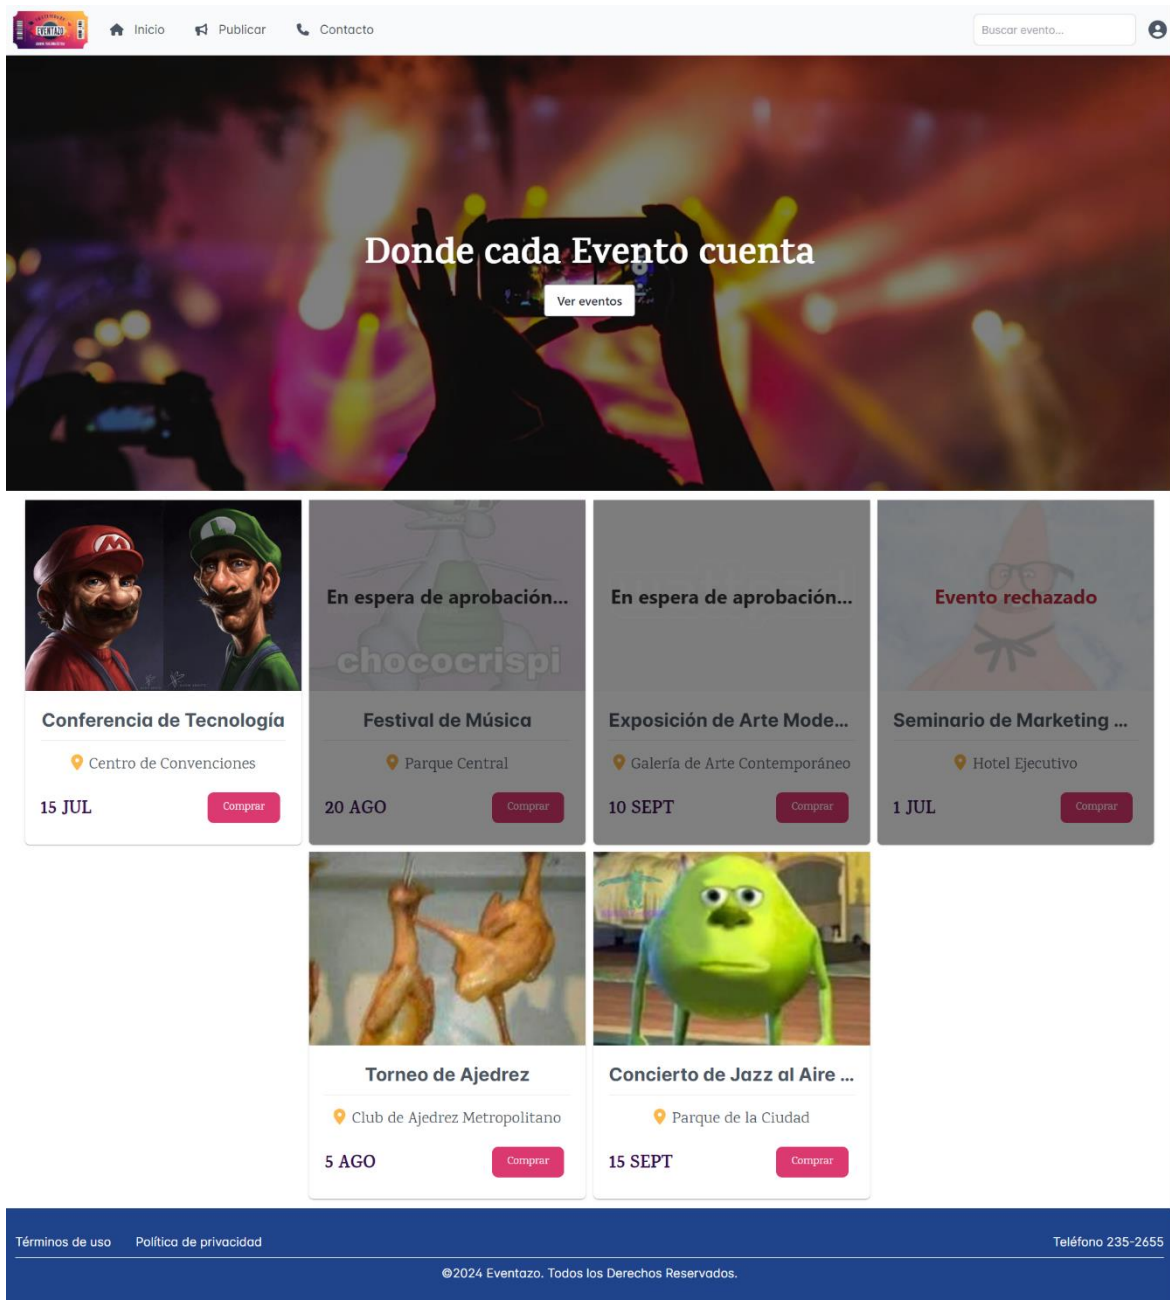 EVENTAZO
Inicio
Publicar
Contacto
Buscar evento...
Donde cada Evento cuenta
Ver eventos
En espera de aprobación...
chococrispi
En espera de aprobación...
Evento rechazado
Conferencia de Tecnología
Centro de Convenciones
15 JUL
Comprar
Festival de Música
Parque Central
20 AGO
Comprar
Exposición de Arte Mode...
Galería de Arte Contemporáneo
10 SEPT
Comprar
Seminario de Marketing ...
Hotel Ejecutivo
1 JUL
Comprar
Torneo de Ajedrez
Club de Ajedrez Metropolitano
5 AGO
Comprar
Concierto de Jazz al Aire ...
Parque de la Ciudad
15 SEPT
Comprar
Términos de uso
Política de privacidad
Teléfono 235-2655
©2024 Eventazo. Todos los Derechos Reservados.